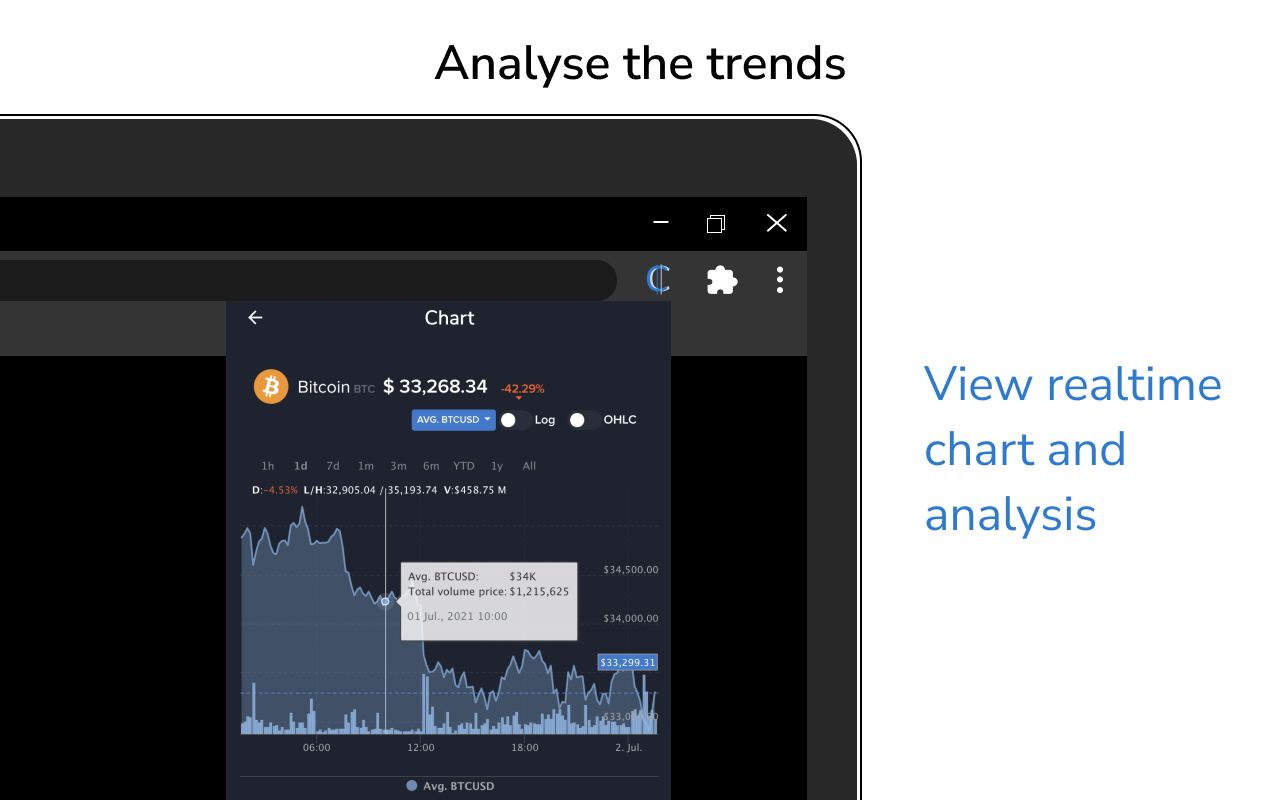 Analyse the trends
Chart
Bitcoin BTC $ 33,268.34 -42.29%
AVG. BTCUSD Log OHLC
1h 1d 7d 1m 3m 6m YTD 1y All
D:-4.53% L/H:32,905.04 / 35,193.74 V:$458.75 M
Avg. BTCUSD: $34K
Total volume price: $1,215,625
01 Jul., 2021 10:00
$34,500.00
$34,000.00
$33,299.31
$33,000.00
06:00 12:00 18:00 2. Jul.
Avg. BTCUSD
View realtime
chart and
analysis